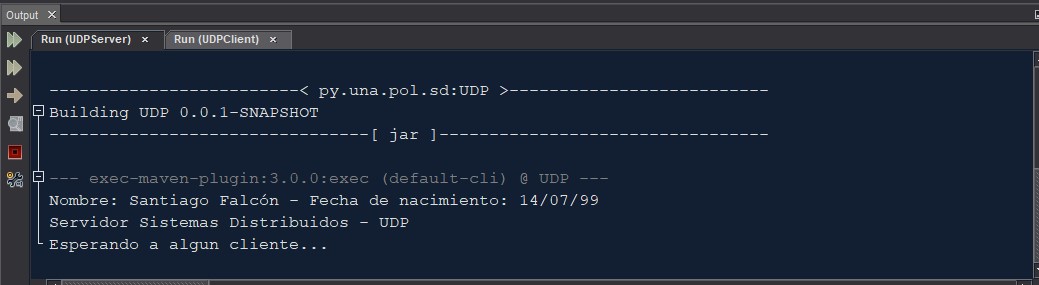 Output
Run (UDPServer) Run (UDPClient)
-------------------------< py.una.pol.sd:UDP >--------------------------
Building UDP 0.0.1-SNAPSHOT
--------------------------------[ jar ]---------------------------------
--- exec-maven-plugin:3.0.0:exec (default-cli) @ UDP ---
Nombre: Santiago Falcón - Fecha de nacimiento: 14/07/99
Servidor Sistemas Distribuidos - UDP
Esperando a algun cliente...